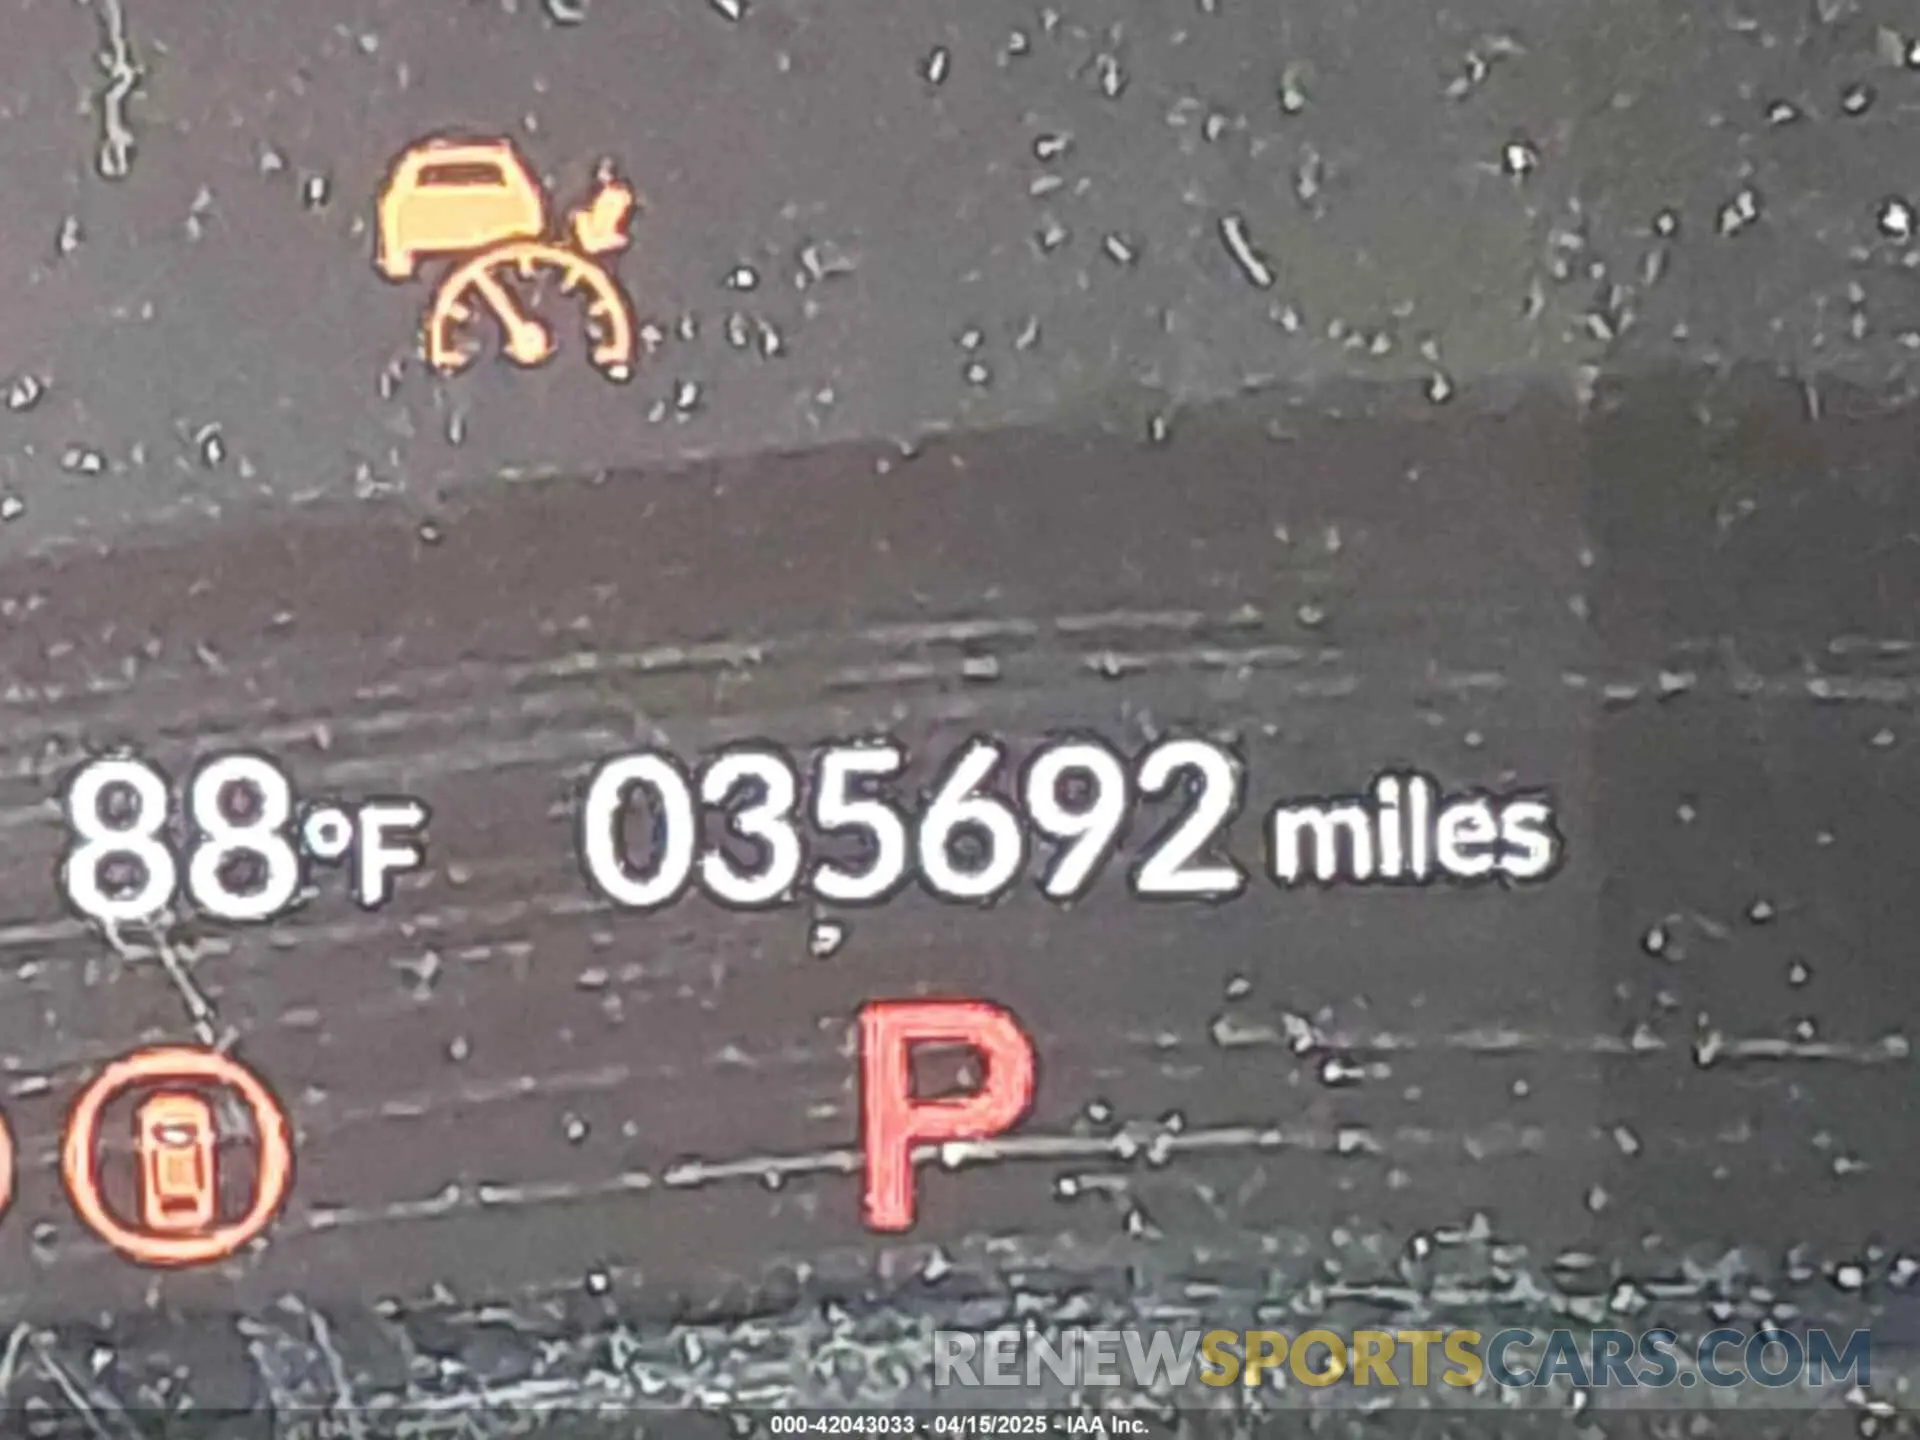 88°F 035692 miles
P
RENEWSPORTSCARS.COM
000-42043033 - 04/15/2025 - IAA Inc.